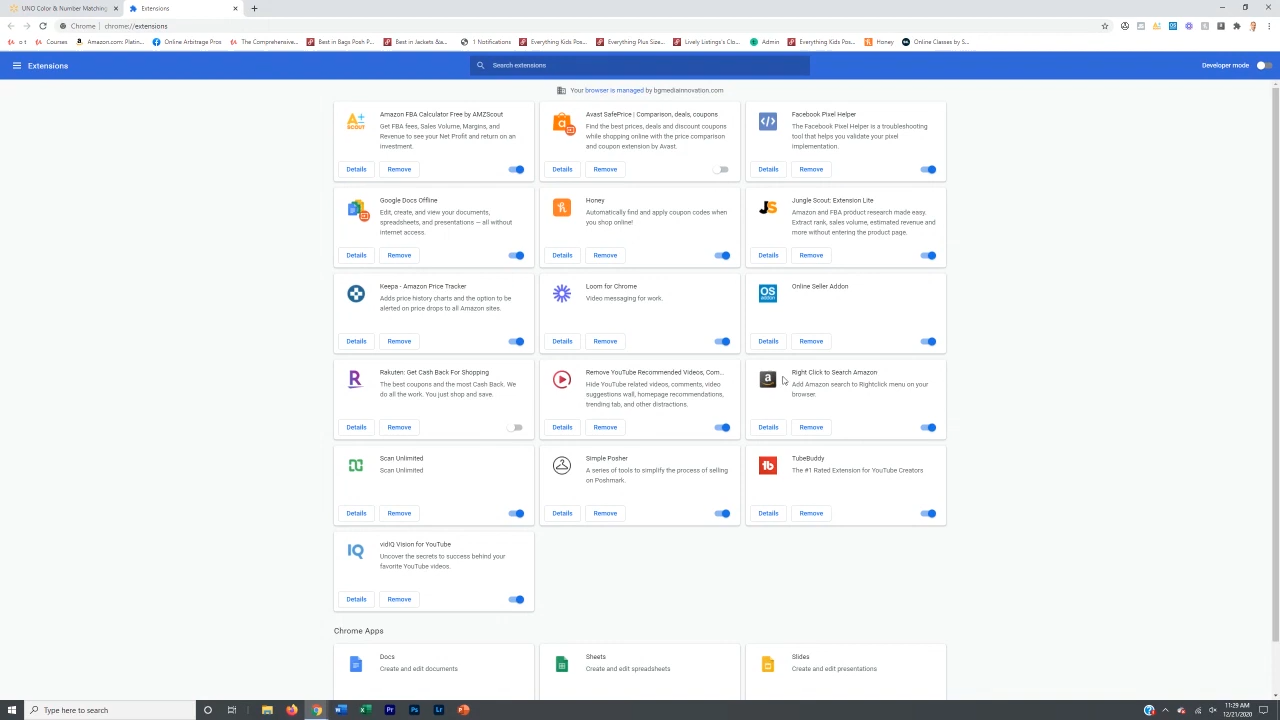 UNO Color & Number Matching
Extensions
Chrome | chrome://extensions
Courses
Amazon.com: Platin...
Online Arbitrage Pros
The Comprehensive...
Best in Bags Posh P...
Best in Jackets &a...
1 Notifications
Everything Kids Pos...
Everything Plus Size...
Lively Listings's Clo...
Admin
Everything Kids Pos...
Honey
Online Classes by S...
Extensions
Search extensions
Developer mode
Your browser is managed by bgmediainnovation.com
Amazon FBA Calculator Free by AMZScout
Get FBA fees, Sales Volume, Margins, and
Revenue to see your Net Profit and return on an
investment.
Details Remove
Avast SafePrice | Comparison, deals, coupons
Find the best prices, deals and discount coupons
while shopping online with the price comparison
and coupon extension by Avast.
Details Remove
Facebook Pixel Helper
The Facebook Pixel Helper is a troubleshooting
tool that helps you validate your pixel
implementation.
Details Remove
Google Docs Offline
Edit, create, and view your documents,
spreadsheets, and presentations — all without
internet access.
Details Remove
Honey
Automatically find and apply coupon codes when
you shop online!
Details Remove
JS
Jungle Scout: Extension Lite
Amazon and FBA product research made easy.
Extract rank, sales volume, estimated revenue and
more without entering the product page.
Details Remove
Keepa - Amazon Price Tracker
Adds price history charts and the option to be
alerted on price drops to all Amazon sites.
Details Remove
Loom for Chrome
Video messaging for work.
Details Remove
OS
addon
Online Seller Addon
Details Remove
Rakuten: Get Cash Back For Shopping
The best coupons and the most Cash Back. We
do all the work. You just shop and save.
Details Remove
Remove YouTube Recommended Videos, Com...
Hide YouTube related videos, comments, video
suggestions wall, homepage recommendations,
trending tab, and other distractions.
Details Remove
Right Click to Search Amazon
Add Amazon search to Rightclick menu on your
browser.
Details Remove
Scan Unlimited
Scan Unlimited
Details Remove
Simple Posher
A series of tools to simplify the process of selling
on Poshmark.
Details Remove
TubeBuddy
The #1 Rated Extension for YouTube Creators
Details Remove
IQ
vidIQ Vision for YouTube
Uncover the secrets to success behind your
favorite YouTube videos.
Details Remove
Chrome Apps
Docs
Create and edit documents
Sheets
Create and edit spreadsheets
Slides
Create and edit presentations
Type here to search
11:29 AM
12/21/2020